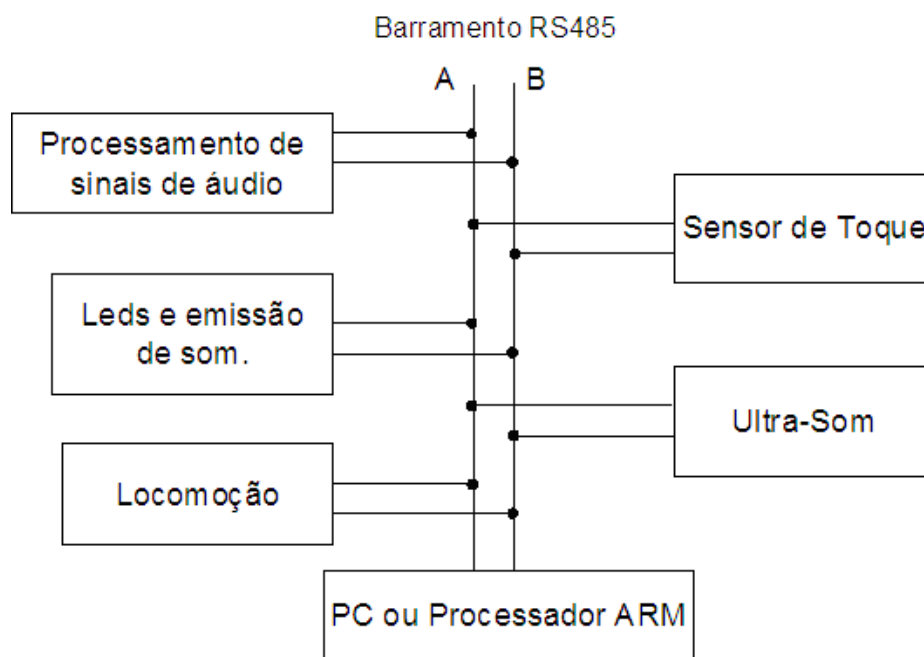 Barramento RS485
A B
Processamento de
sinais de áudio
Sensor de Toque
Leds e emissão
de som.
Ultra-Som
Locomoção
PC ou Processador ARM